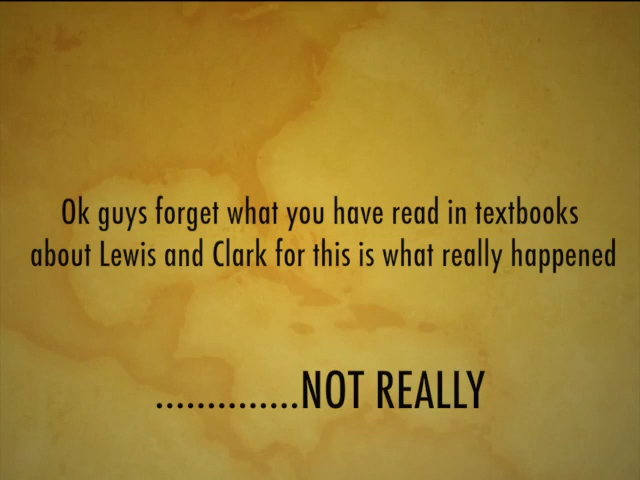 Ok guys forget what you have read in textbooks
about Lewis and Clark for this is what really happened
..............NOT REALLY